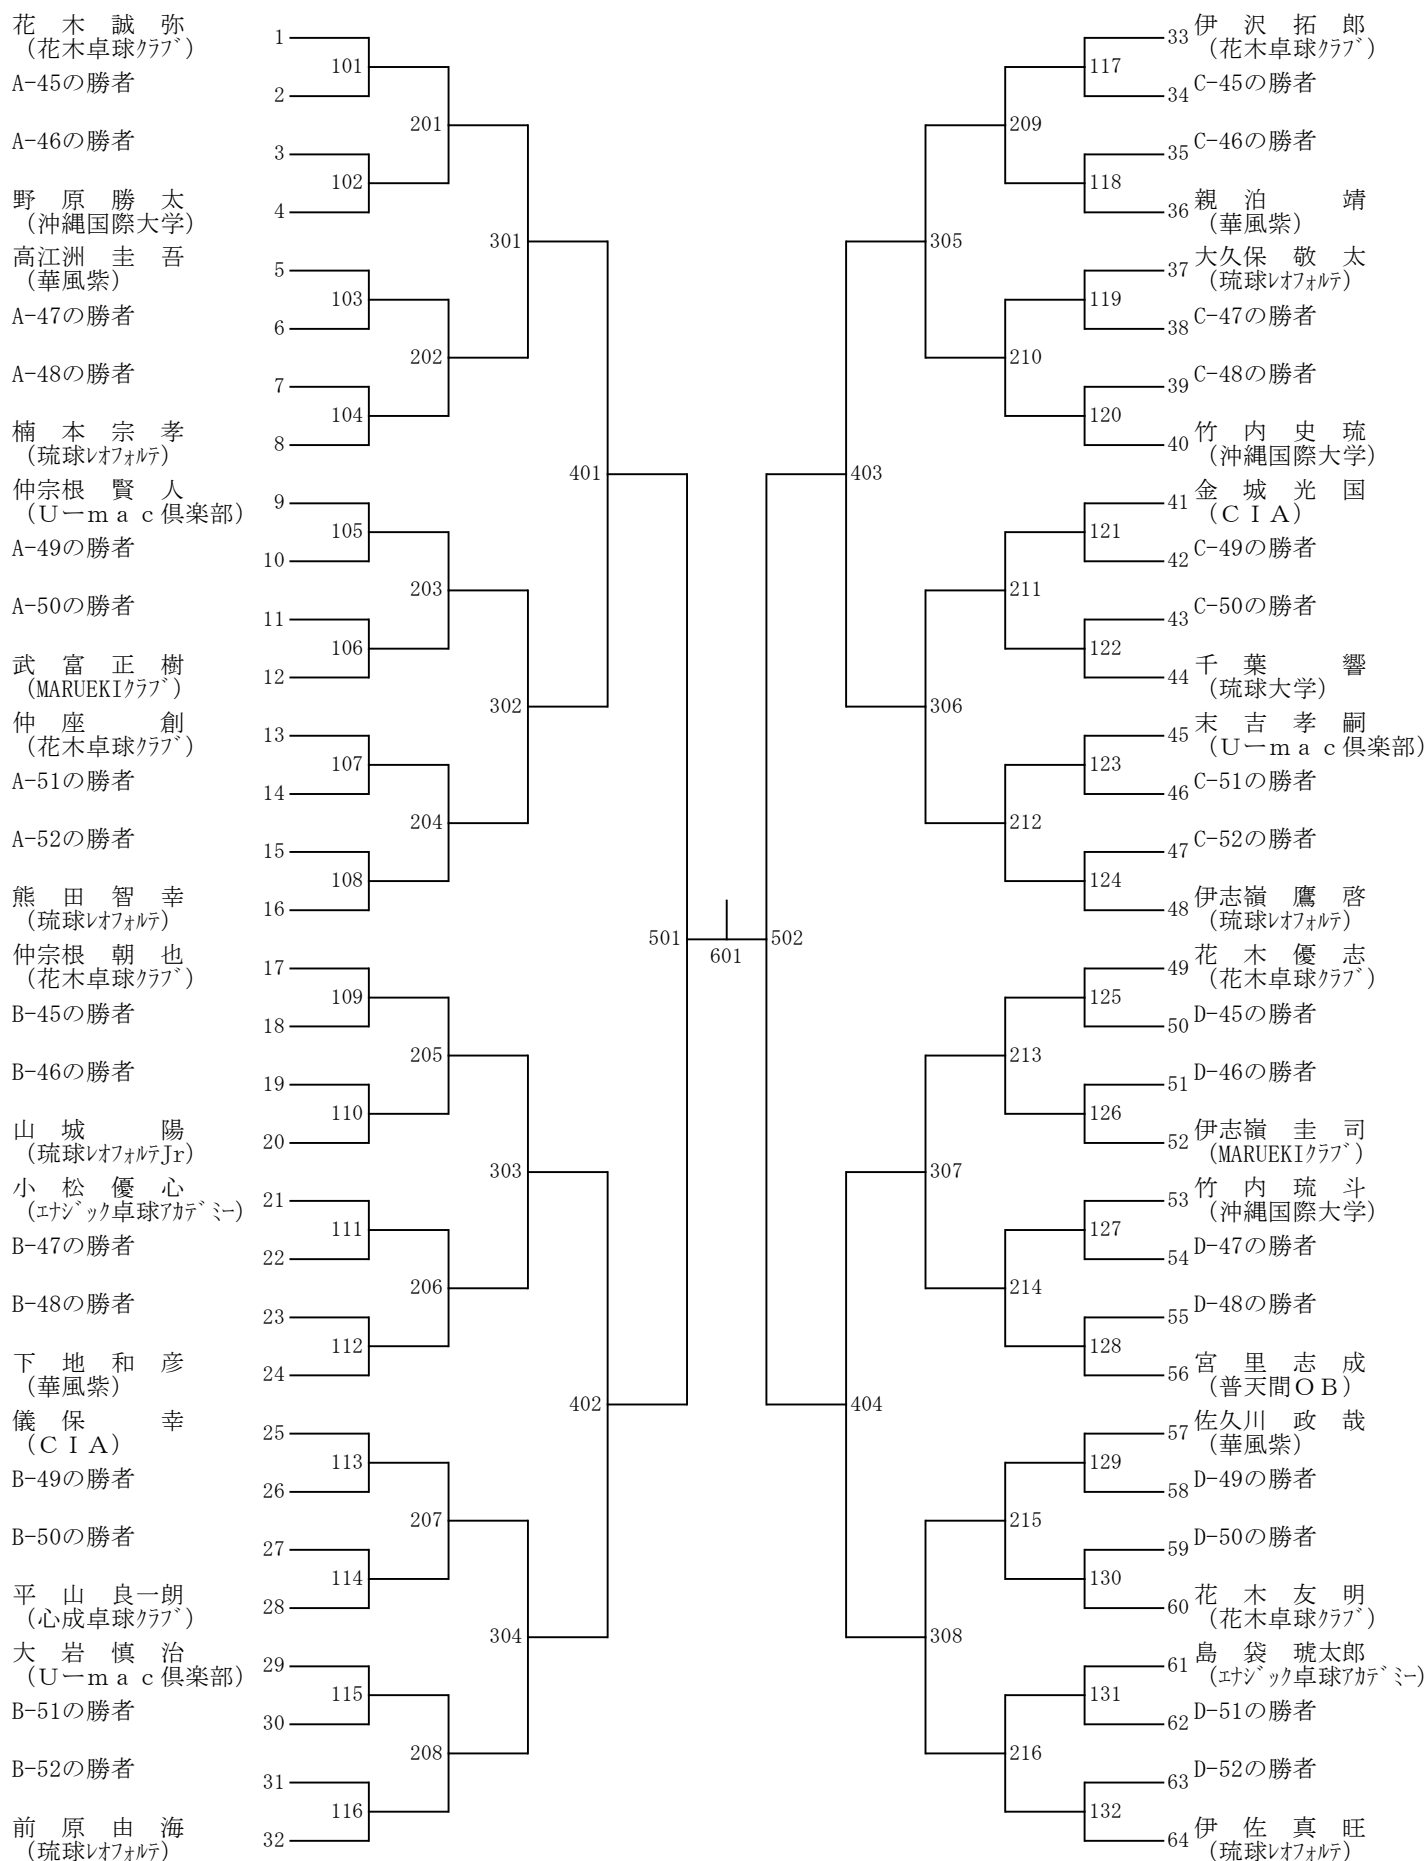 花　木　誠　弥
（花木卓球ｸﾗﾌﾞ）
1
101
A-45の勝者
2
201
A-46の勝者
3
102
野　原　勝　太
（沖縄国際大学）
4
301
高江洲　圭　吾
（華風紫）
5
103
A-47の勝者
6
202
A-48の勝者
7
104
楠　本　宗　孝
（琉球ﾚｵﾌｫﾙﾃ）
8
401
仲宗根　賢　人
（Ｕーｍａｃ倶楽部）
9
105
A-49の勝者
10
203
A-50の勝者
11
106
武　富　正　樹
（MARUEKIｸﾗﾌﾞ）
12
302
仲　座　　　創
（花木卓球ｸﾗﾌﾞ）
13
107
A-51の勝者
14
204
A-52の勝者
15
108
熊　田　智　幸
（琉球ﾚｵﾌｫﾙﾃ）
16
501
仲宗根　朝　也
（花木卓球ｸﾗﾌﾞ）
17
109
B-45の勝者
18
205
B-46の勝者
19
110
山　城　　　陽
（琉球ﾚｵﾌｫﾙﾃJr）
20
303
小　松　優　心
（ｴﾅｼﾞｯｸ卓球ｱｶﾃﾞﾐｰ）
21
111
B-47の勝者
22
206
B-48の勝者
23
112
下　地　和　彦
（華風紫）
24
402
儀　保　　　幸
（ＣＩＡ）
25
113
B-49の勝者
26
207
B-50の勝者
27
114
平　山　良一朗
（心成卓球ｸﾗﾌﾞ）
28
304
大　岩　慎　治
（Ｕーｍａｃ倶楽部）
29
115
B-51の勝者
30
208
B-52の勝者
31
116
前　原　由　海
（琉球ﾚｵﾌｫﾙﾃ）
32
601
33
伊　沢　拓　郎
（花木卓球ｸﾗﾌﾞ）
117
34
C-45の勝者
209
35
C-46の勝者
118
36
親　泊　　　靖
（華風紫）
305
37
大久保　敬　太
（琉球ﾚｵﾌｫﾙﾃ）
119
38
C-47の勝者
210
39
C-48の勝者
120
40
竹　内　史　琉
（沖縄国際大学）
403
41
金　城　光　国
（ＣＩＡ）
121
42
C-49の勝者
211
43
C-50の勝者
122
44
千　葉　　　響
（琉球大学）
306
45
末　吉　孝　嗣
（Ｕーｍａｃ倶楽部）
123
46
C-51の勝者
212
47
C-52の勝者
124
48
伊志嶺　鷹　啓
（琉球ﾚｵﾌｫﾙﾃ）
502
49
花　木　優　志
（花木卓球ｸﾗﾌﾞ）
125
50
D-45の勝者
213
51
D-46の勝者
126
52
伊志嶺　圭　司
（MARUEKIｸﾗﾌﾞ）
307
53
竹　内　琉　斗
（沖縄国際大学）
127
54
D-47の勝者
214
55
D-48の勝者
128
56
宮　里　志　成
（普天間ＯＢ）
404
57
佐久川　政　哉
（華風紫）
129
58
D-49の勝者
215
59
D-50の勝者
130
60
花　木　友　明
（花木卓球ｸﾗﾌﾞ）
308
61
島　袋　琥太郎
（ｴﾅｼﾞｯｸ卓球ｱｶﾃﾞﾐｰ）
131
62
D-51の勝者
216
63
D-52の勝者
132
64
伊　佐　真　旺
（琉球ﾚｵﾌｫﾙﾃ）